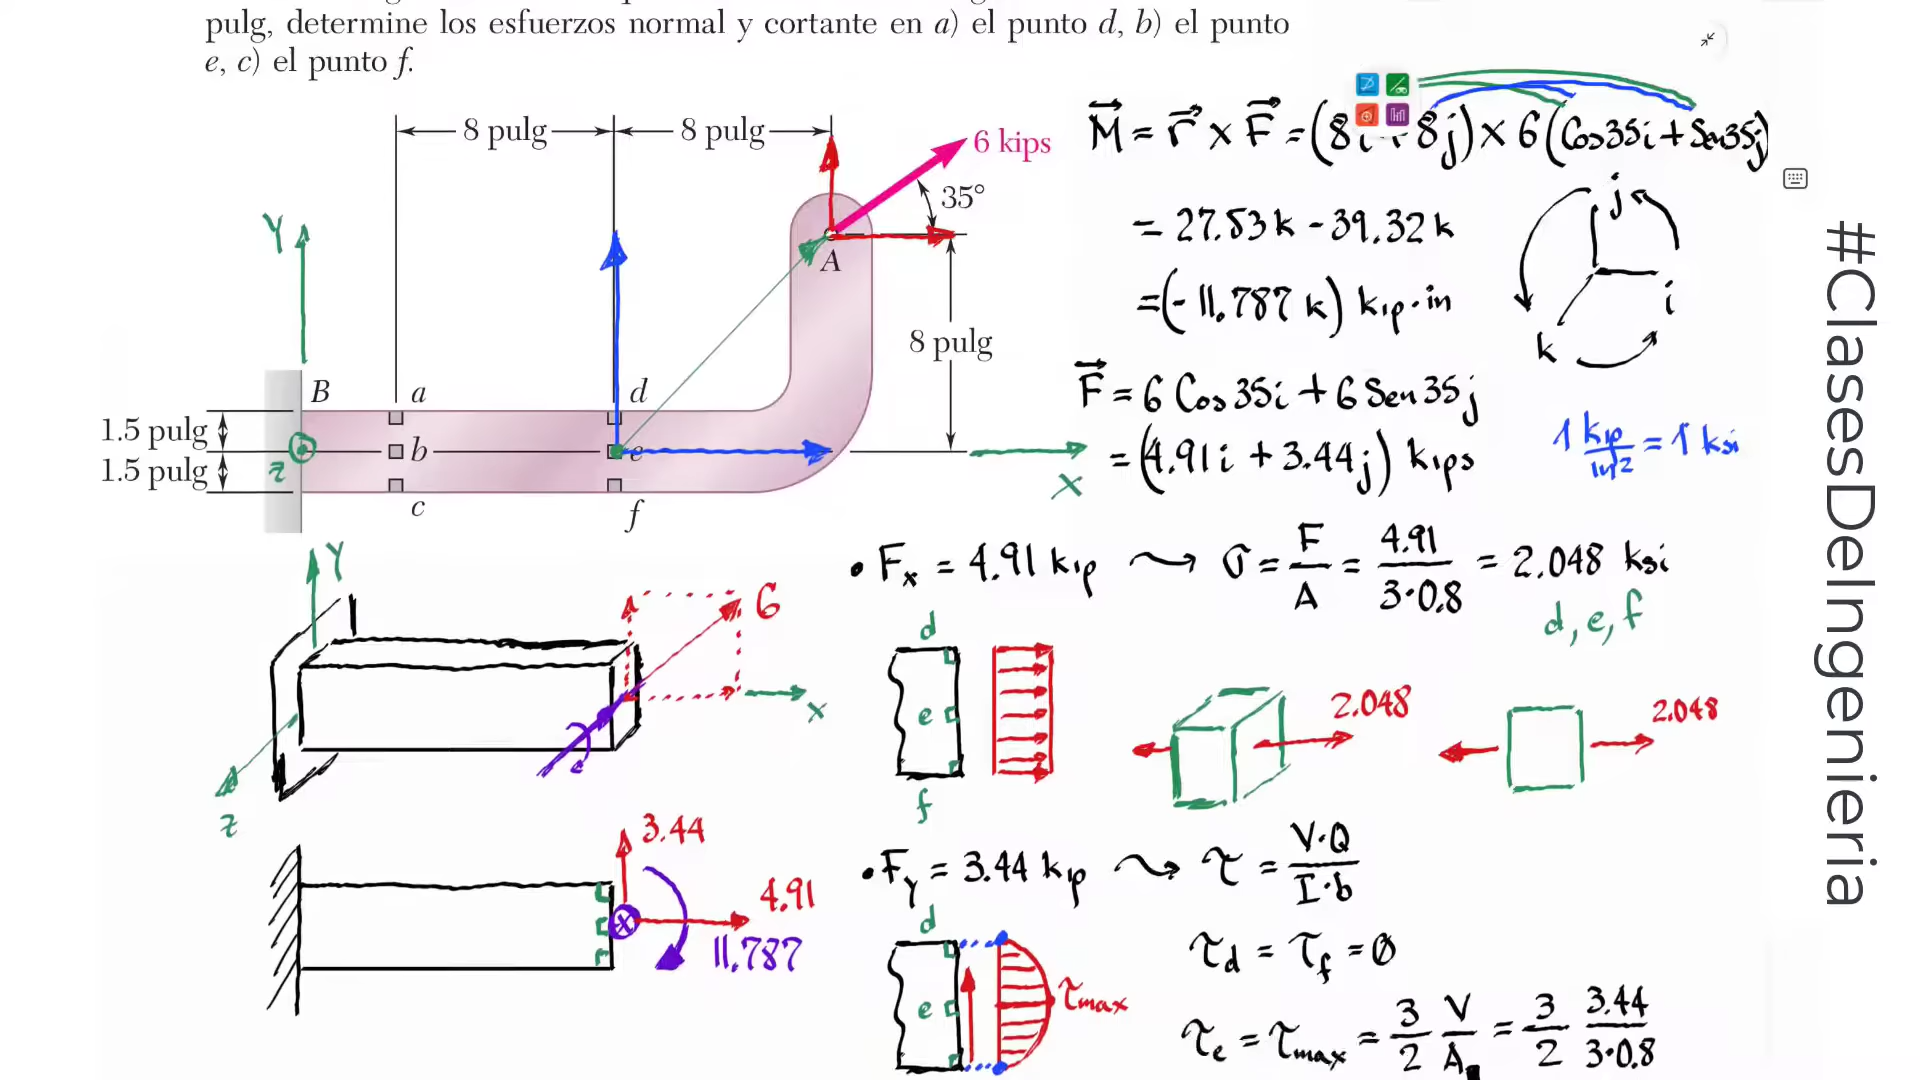 pulg, determine los esfuerzos normal y cortante en a) el punto d, b) el punto
e, c) el punto f.
8 pulg
8 pulg
6 kips
35°
A
8 pulg
Y
B
a
d
1.5 pulg
b
e
1.5 pulg
z
c
f
X
M = r x F = (8i + 8j) x 6 (Cos35i + Sen35j)
= 27.53k - 39.32k
= (-11.787 k) kip·in
j
i
k
F = 6 Cos 35i + 6 Sen 35j
= (4.91i + 3.44j) kips
1 kip/in² = 1 ksi
• Fx = 4.91 kip ⇝ σ = F/A = 4.91/3·0.8 = 2.048 ksi
d, e, f
Y
6
x
z
d
e
f
2.048
2.048
3.44
4.91
11.787
• Fy = 3.44 kip ⇝ τ = V·Q/I·b
d
e
τmax
τd = τf = 0
τe = τmax = 3/2 V/A = 3/2 3.44/3·0.8
#ClasesDeIngenieria